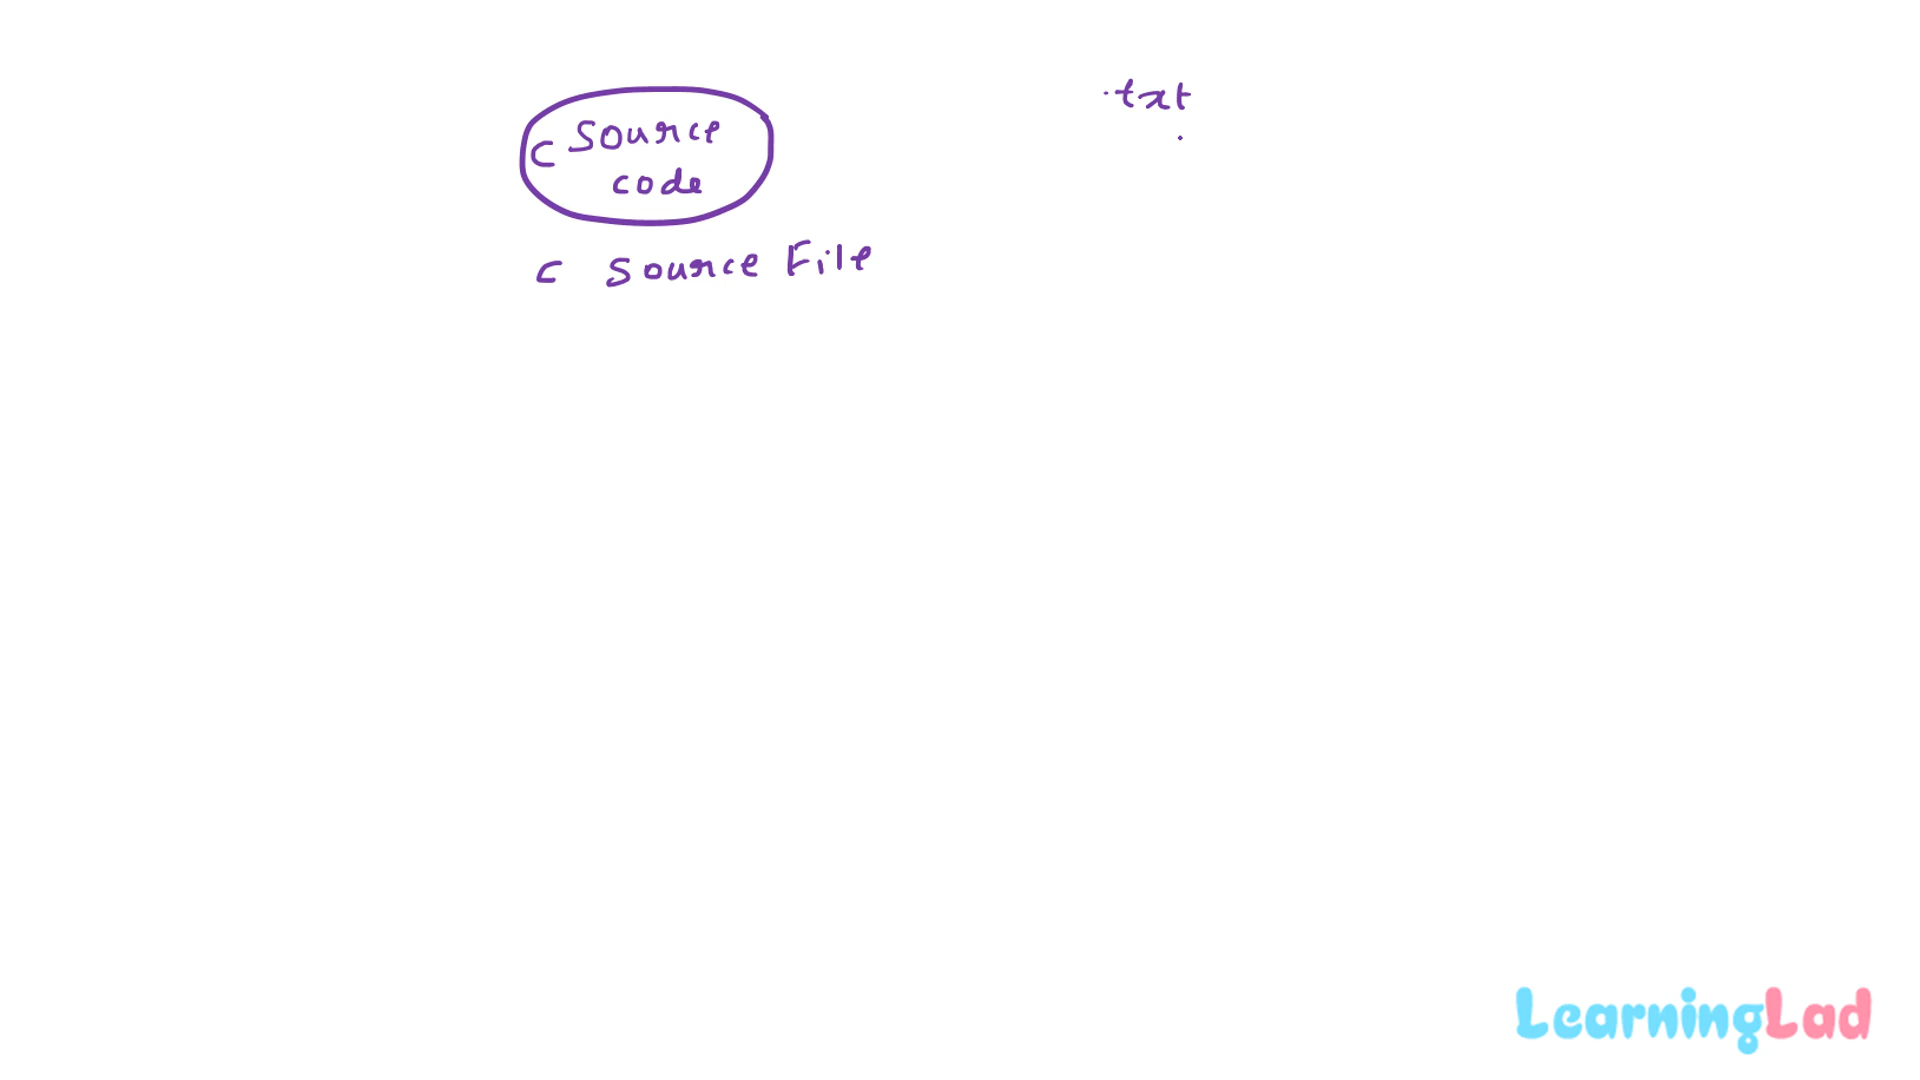 C Source
code
C Source File
.txt
.
LearningLad